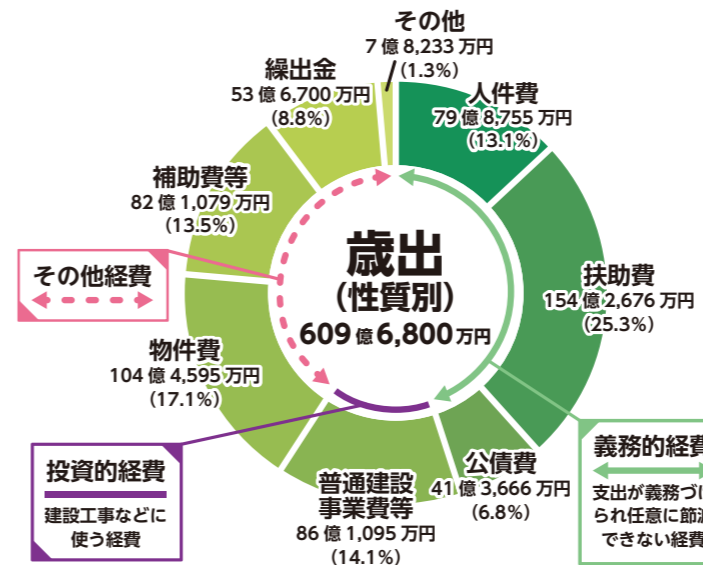 その他
7億8,233万円
(1.3%)
人件費
79億8,755万円
(13.1%)
扶助費
154億2,676万円
(25.3%)
公債費
41億3,666万円
(6.8%)
普通建設
事業費等
86億1,095万円
(14.1%)
物件費
104億4,595万円
(17.1%)
補助費等
82億1,079万円
(13.5%)
繰出金
53億6,700万円
(8.8%)
歳出
(性質別)
609億6,800万円
その他経費
投資的経費
建設工事などに
使う経費
義務的経費
支出が義務づけ
られ任意に節減
できない経費